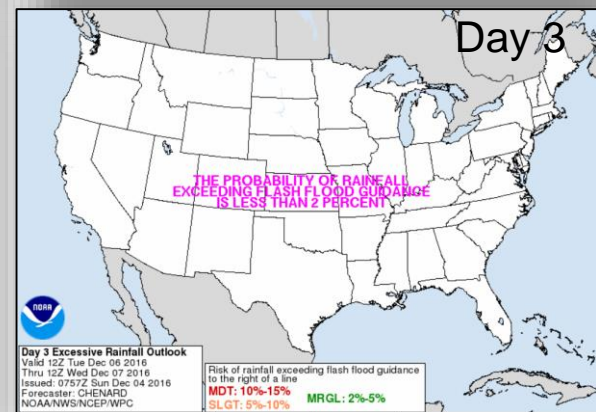 Day 3
THE PROBABILITY OF RAINFALL
EXCEEDING FLASH FLOOD GUIDANCE
IS LESS THAN 2 PERCENT
NOAA
Day 3 Excessive Rainfall Outlook
Valid 12Z Tue Dec 06 2016
Thru 12Z Wed Dec 07 2016
Issued: 0757Z Sun Dec 04 2016
Forecaster: CHENARD
NOAA/NWS/NCEP/WPC
Risk of rainfall exceeding flash flood guidance
to the right of a line
MDT: 10%-15%
MRGL: 2%-5%
SLGT: 5%-10%